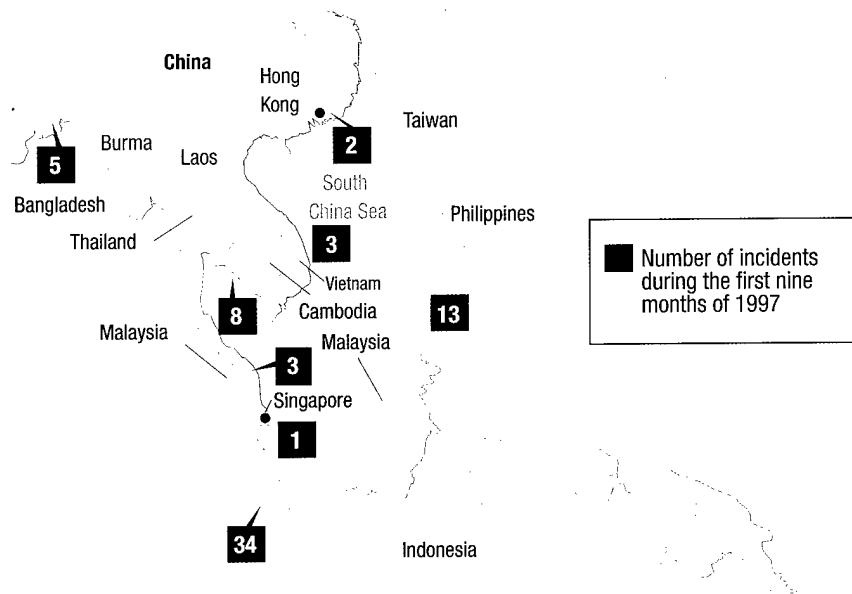 China
Hong
Kong
Taiwan
2
Burma
5
Laos
Bangladesh
South
China Sea
Philippines
Thailand
3
Vietnam
Cambodia
8
13
Malaysia
Malaysia
3
Singapore
1
34
Indonesia
Number of incidents
during the first nine
months of 1997